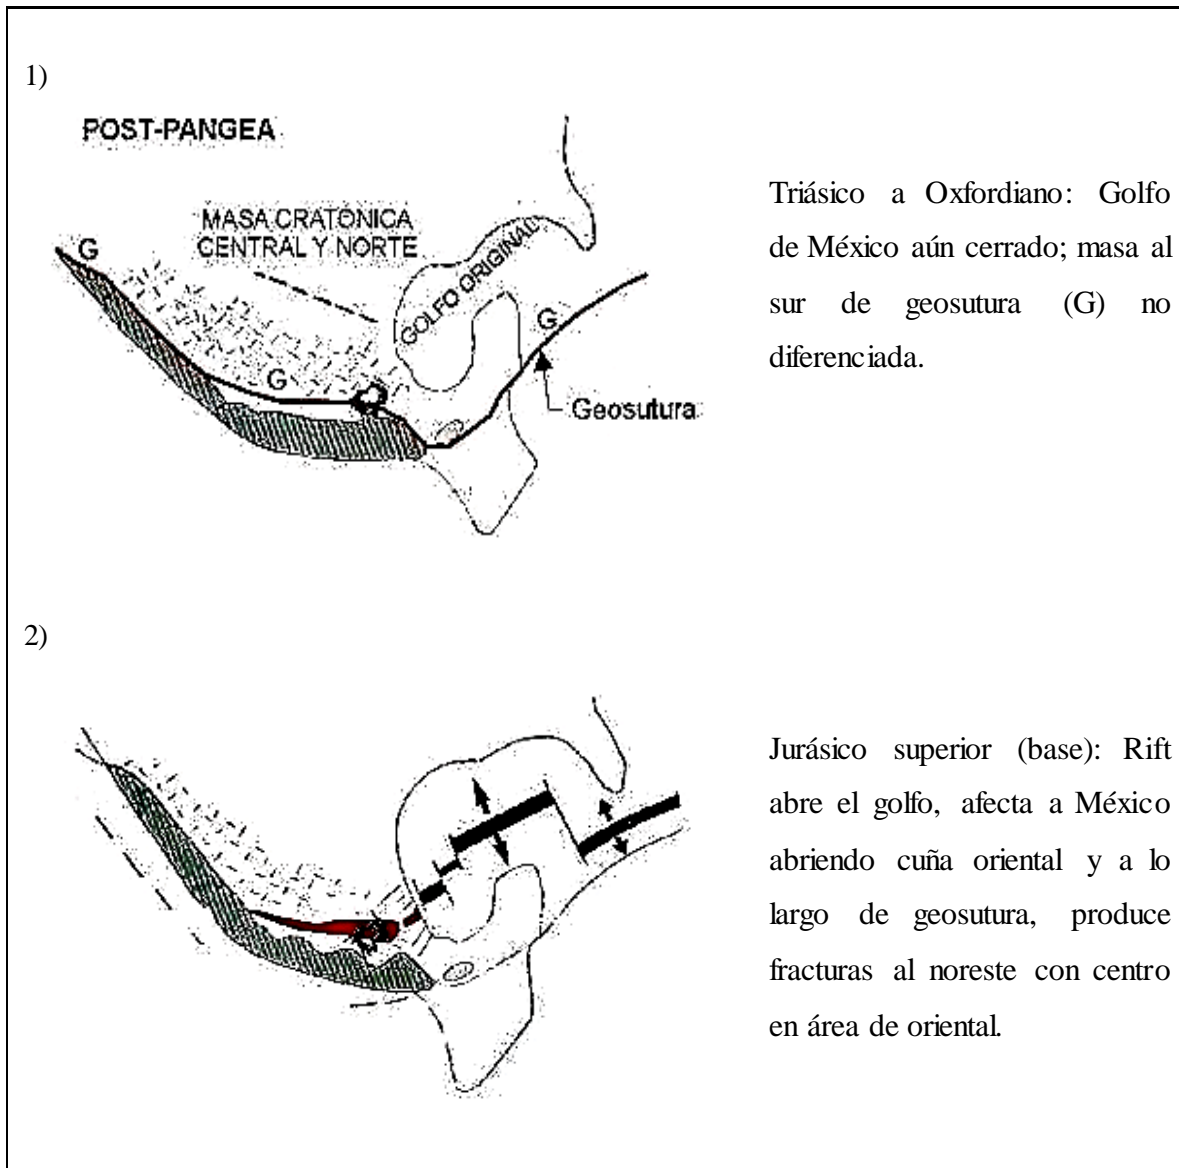 1)
POST-PANGEA
MASA CRATÓNICA
CENTRAL Y NORTE
GOLFO ORIGINAL
G
G
G
Geosutura
Triásico a Oxfordiano: Golfo
de México aún cerrado; masa al
sur de geosutura (G) no
diferenciada.
2)
Jurásico superior (base): Rift
abre el golfo, afecta a México
abriendo cuña oriental y a lo
largo de geosutura, produce
fracturas al noreste con centro
en área de oriental.